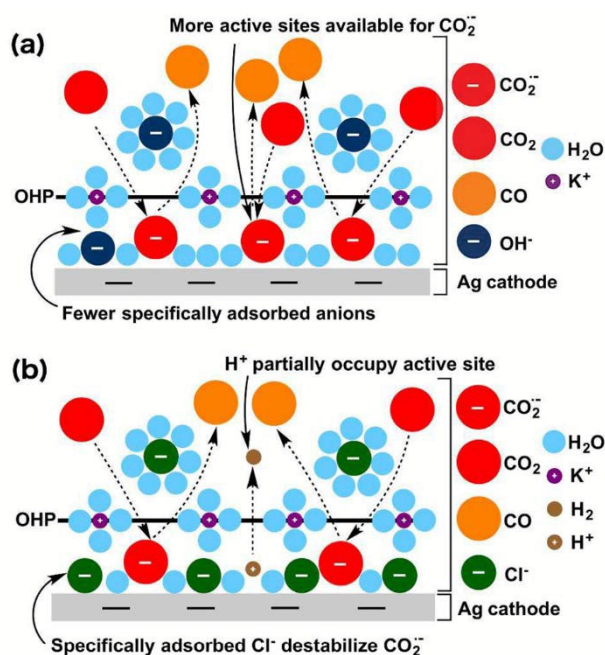 More active sites available for CO₂·⁻
(a)
CO₂·⁻
CO₂
H₂O
K⁺
CO
OHP
OH⁻
Ag cathode
Fewer specifically adsorbed anions
H⁺ partially occupy active site
(b)
CO₂·⁻
CO₂
H₂O
K⁺
CO
H₂
OHP
H⁺
Cl⁻
Ag cathode
Specifically adsorbed Cl⁻ destabilize CO₂·⁻